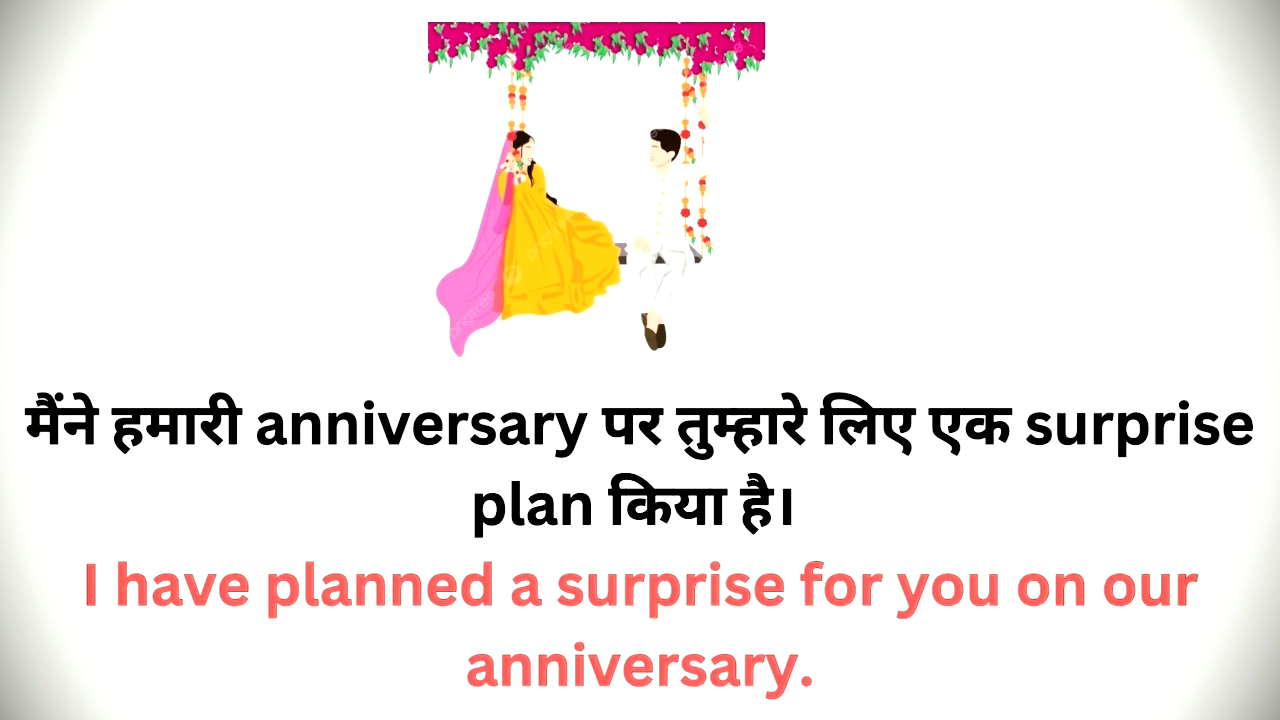 मैंने हमारी anniversary पर तुम्हारे लिए एक surprise
plan किया है।
I have planned a surprise for you on our
anniversary.